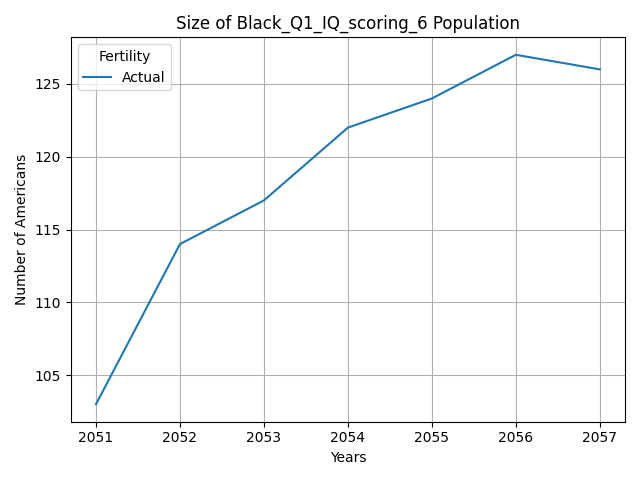 Size of Black_Q1_IQ_scoring_6 Population
Fertility
Actual
Number of Americans
125
120
115
110
105
2051 2052 2053 2054 2055 2056 2057
Years